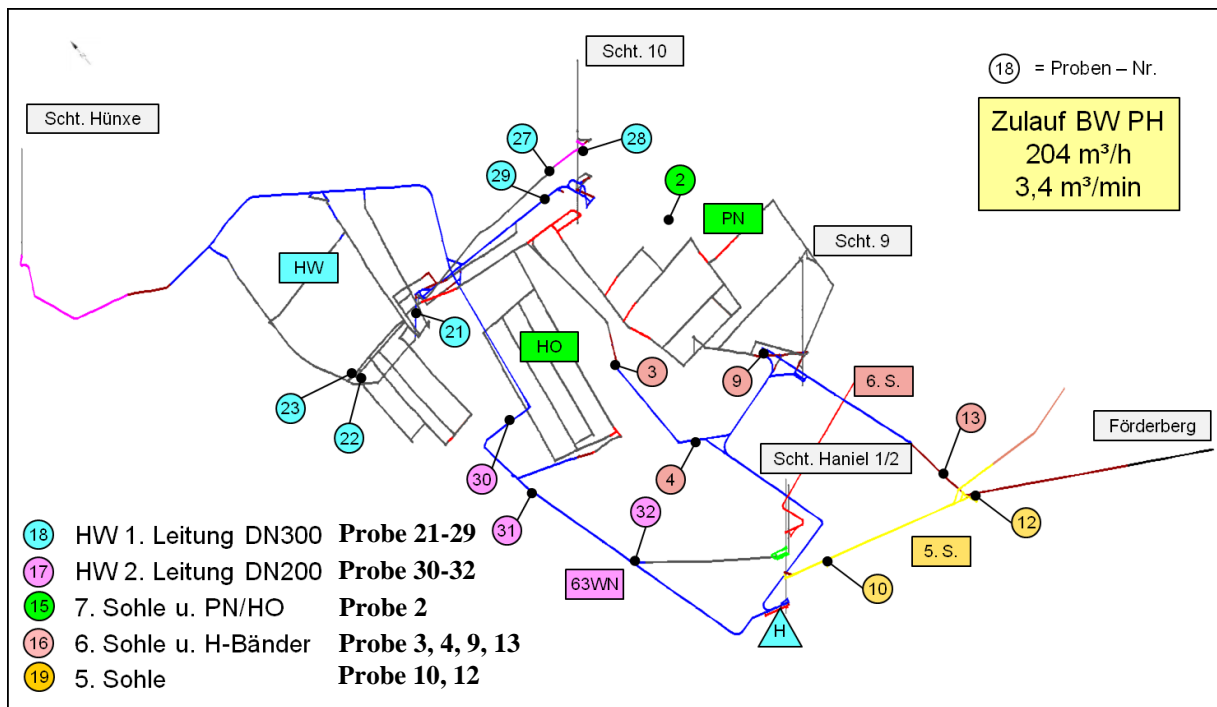 Scht. 10
18 = Proben – Nr.
Scht. Hünxe
Zulauf BW PH
204 m³/h
3,4 m³/min
27
28
29
2
PN
Scht. 9
HW
21
HO
3
9
6. S.
23
22
13
Förderberg
Scht. Haniel 1/2
30
4
12
31
32
5. S.
10
63WN
H
18 HW 1. Leitung DN300 Probe 21-29
17 HW 2. Leitung DN200 Probe 30-32
15 7. Sohle u. PN/HO Probe 2
16 6. Sohle u. H-Bänder Probe 3, 4, 9, 13
19 5. Sohle Probe 10, 12